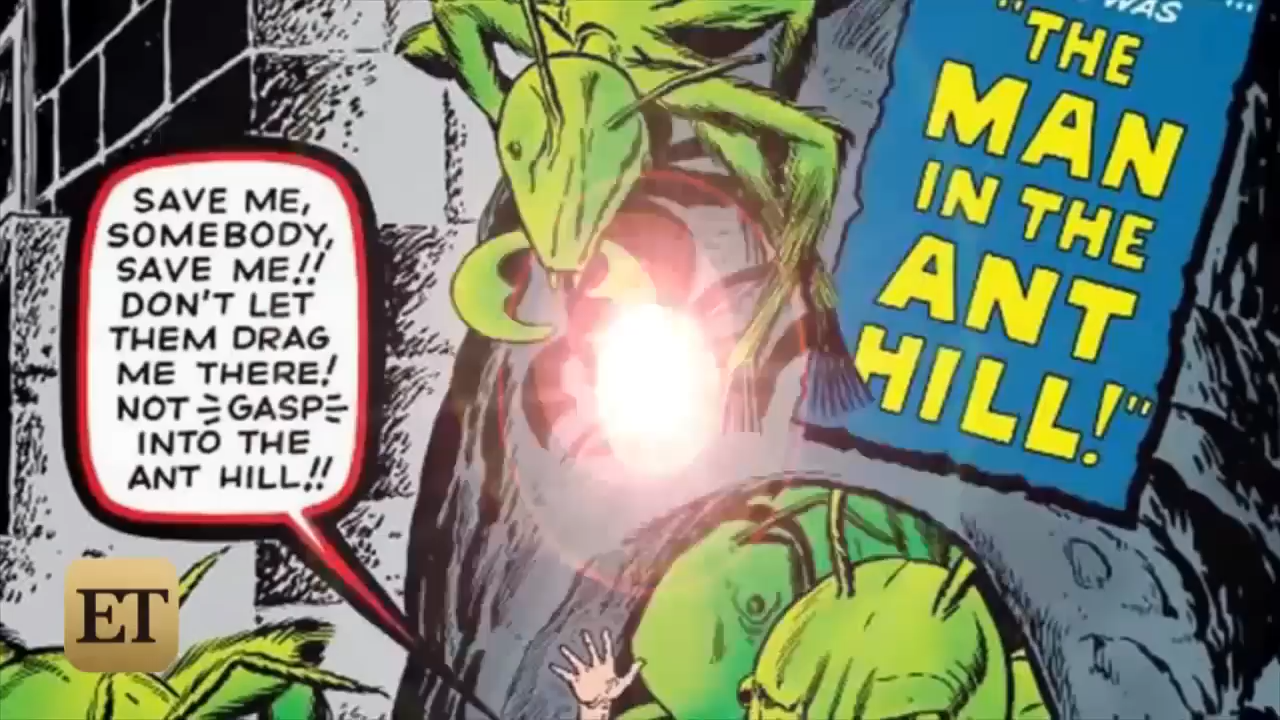 SAVE ME,
SOMEBODY,
SAVE ME!!
DON'T LET
THEM DRAG
ME THERE!
NOT GASP
INTO THE
ANT HILL!!
WAS
"THE
MAN
IN THE
ANT
HILL!"
ET